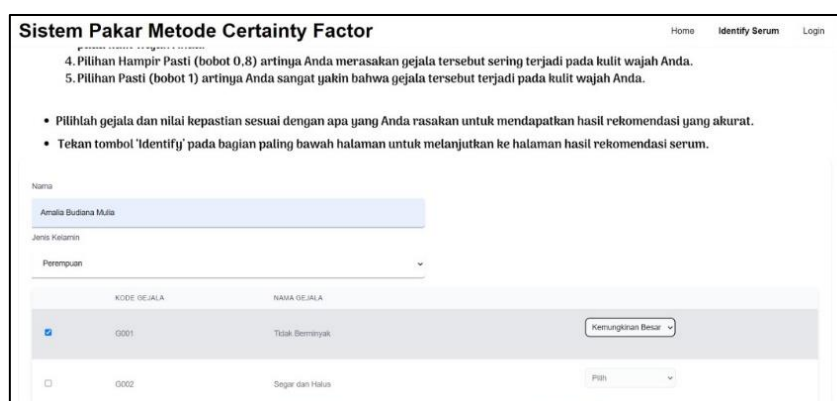 Sistem Pakar Metode Certainty Factor
Home
Identify Serum
Login
4. Pilihan Hampir Pasti (bobot 0,8) artinya Anda merasakan gejala tersebut sering terjadi pada kulit wajah Anda.
5. Pilihan Pasti (bobot 1) artinya Anda sangat yakin bahwa gejala tersebut terjadi pada kulit wajah Anda.
• Pilihlah gejala dan nilai kepastian sesuai dengan apa yang Anda rasakan untuk mendapatkan hasil rekomendasi yang akurat.
• Tekan tombol 'Identify' pada bagian paling bawah halaman untuk melanjutkan ke halaman hasil rekomendasi serum.
Nama
Amalia Budiana Mulia
Jenis Kelamin
Perempuan
KODE GEJALA
NAMA GEJALA
G001
Tidak Berminyak
Kemungkinan Besar
G002
Segar dan Halus
Pilih